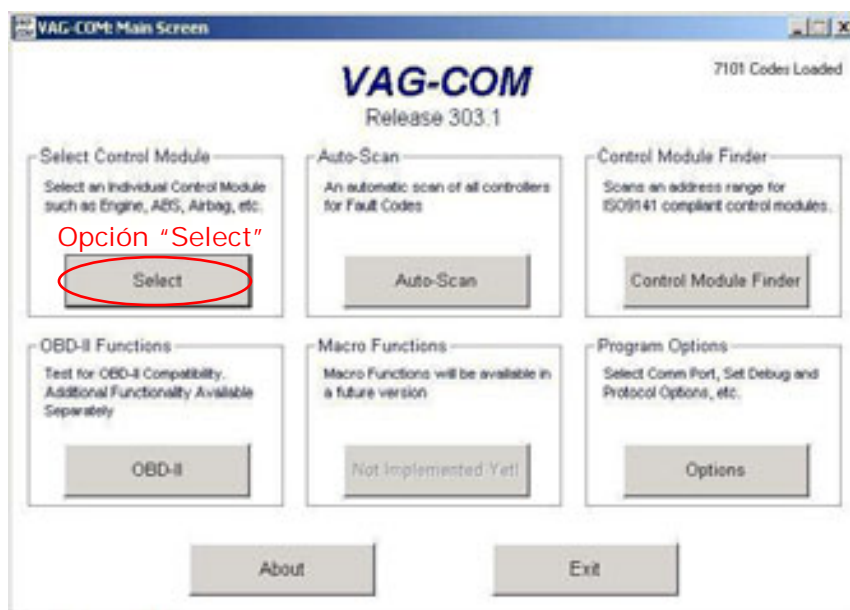 VAG-COM: Main Screen
VAG-COM
7101 Codes Loaded
Release 303.1
Select Control Module
Select an Individual Control Module
such as Engine, ABS, Airbag, etc.
Opción “Select”
Select
Auto-Scan
An automatic scan of all controllers
for Fault Codes
Auto-Scan
Control Module Finder
Scans an address range for
ISO9141 compliant control modules.
Control Module Finder
OBD-II Functions
Test for OBD-II Compatibility.
Additional Functionality Available
Separately
OBD-II
Macro Functions
Macro Functions will be available in
a future version
Not Implemented Yet!
Program Options
Select Comm Port, Set Debug and
Protocol Options, etc.
Options
About
Exit